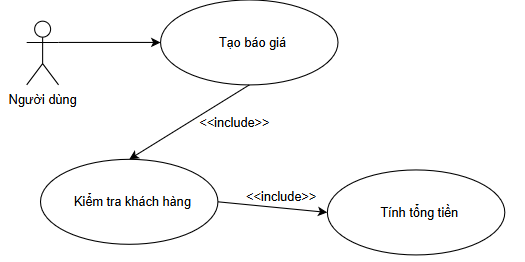 Tạo báo giá
Người dùng
<<include>>
Kiểm tra khách hàng
<<include>>
Tính tổng tiền